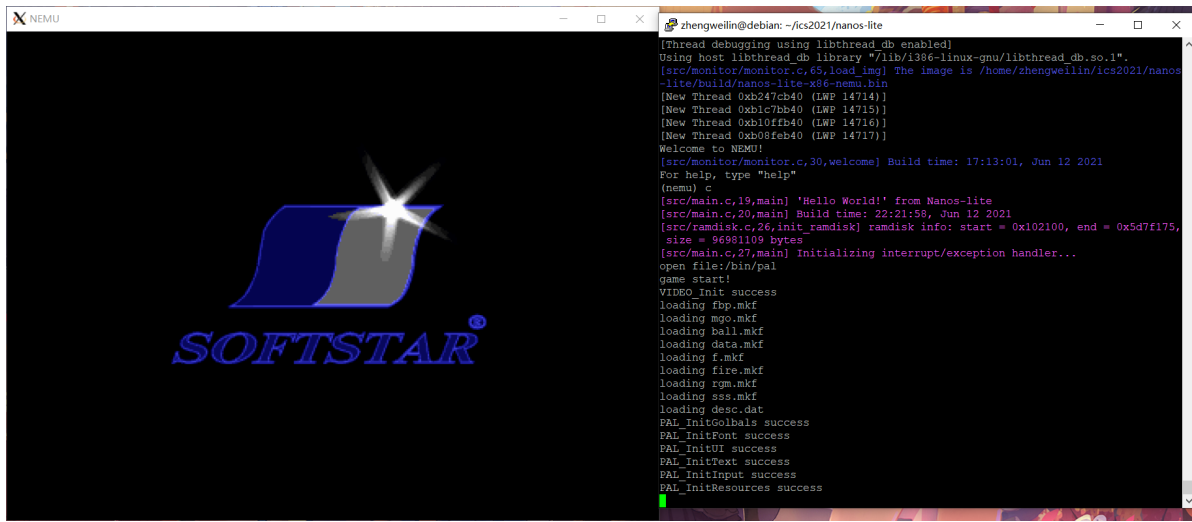 NEMU
SOFTSTAR®
zhengweilin@debian: ~/ics2021/nanos-lite
[Thread debugging using libthread_db enabled]
Using host libthread_db library "/lib/i386-linux-gnu/libthread_db.so.1".
[src/monitor/monitor.c,65,load_img] The image is /home/zhengweilin/ics2021/nanos
-lite/build/nanos-lite-x86-nemu.bin
[New Thread 0xb247cb40 (LWP 14714)]
[New Thread 0xb1c7bb40 (LWP 14715)]
[New Thread 0xb10ffb40 (LWP 14716)]
[New Thread 0xb08feb40 (LWP 14717)]
Welcome to NEMU!
[src/monitor/monitor.c,30,welcome] Build time: 17:13:01, Jun 12 2021
For help, type "help"
(nemu) c
[src/main.c,19,main] 'Hello World!' from Nanos-lite
[src/main.c,20,main] Build time: 22:21:58, Jun 12 2021
[src/ramdisk.c,26,init_ramdisk] ramdisk info: start = 0x102100, end = 0x5d7f175,
 size = 96981109 bytes
[src/main.c,27,main] Initializing interrupt/exception handler...
open file:/bin/pal
game start!
VIDEO_Init success
loading fbp.mkf
loading mgo.mkf
loading ball.mkf
loading data.mkf
loading f.mkf
loading fire.mkf
loading rgm.mkf
loading sss.mkf
loading desc.dat
PAL_InitGolbals success
PAL_InitFont success
PAL_InitUI success
PAL_InitText success
PAL_InitInput success
PAL_InitResources success